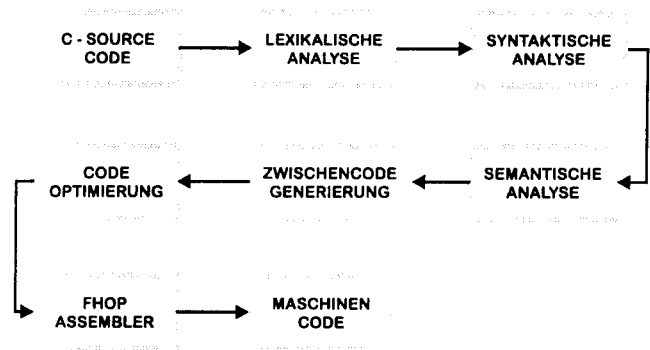 C - SOURCE
CODE
LEXIKALISCHE
ANALYSE
SYNTAKTISCHE
ANALYSE
SEMANTISCHE
ANALYSE
ZWISCHENCODE
GENERIERUNG
CODE
OPTIMIERUNG
FHOP
ASSEMBLER
MASCHINEN
CODE